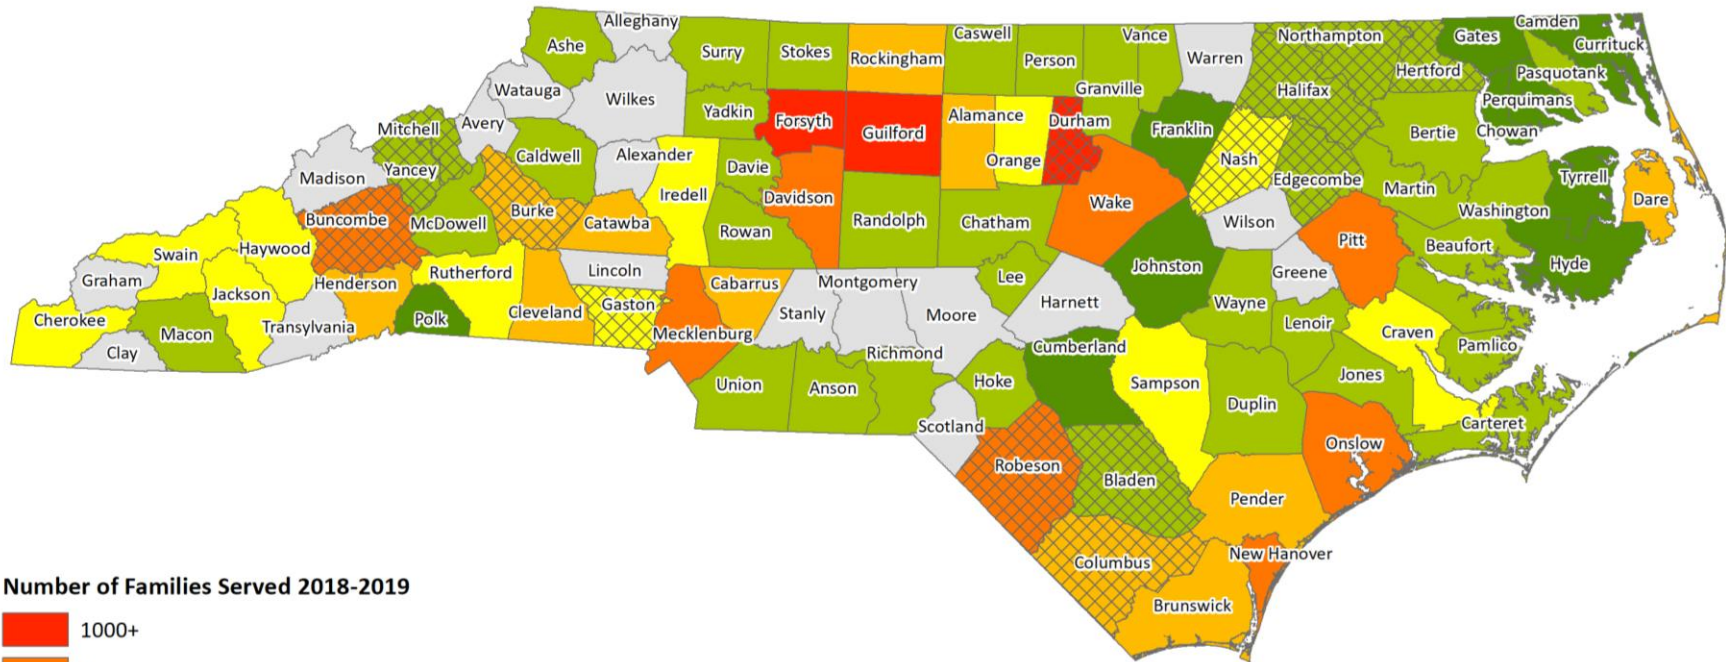 Alleghany
Camden
Ashe
Surry
Stokes
Rockingham
Caswell
Person
Vance
Granville
Warren
Northampton
Gates
Currituck
Hertford
Pasquotank
Halifax
Perquimans
Chowan
Watauga
Wilkes
Yadkin
Forsyth
Guilford
Alamance
Orange
Durham
Franklin
Nash
Bertie
Avery
Mitchell
Yancey
Caldwell
Alexander
Davie
Iredell
Davidson
Edgecombe
Martin
Tyrrell
Washington
Dare
Madison
Buncombe
McDowell
Burke
Catawba
Rowan
Randolph
Chatham
Wake
Wilson
Pitt
Beaufort
Hyde
Swain
Haywood
Graham
Jackson
Henderson
Rutherford
Lincoln
Cabarrus
Montgomery
Lee
Johnston
Greene
Wayne
Cherokee
Macon
Transylvania
Polk
Cleveland
Gaston
Mecklenburg
Stanly
Moore
Harnett
Lenoir
Craven
Pamlico
Clay
Richmond
Cumberland
Union
Anson
Hoke
Sampson
Duplin
Jones
Scotland
Onslow
Carteret
Robeson
Bladen
Pender
Columbus
New Hanover
Brunswick
Number of Families Served 2018-2019
1000+